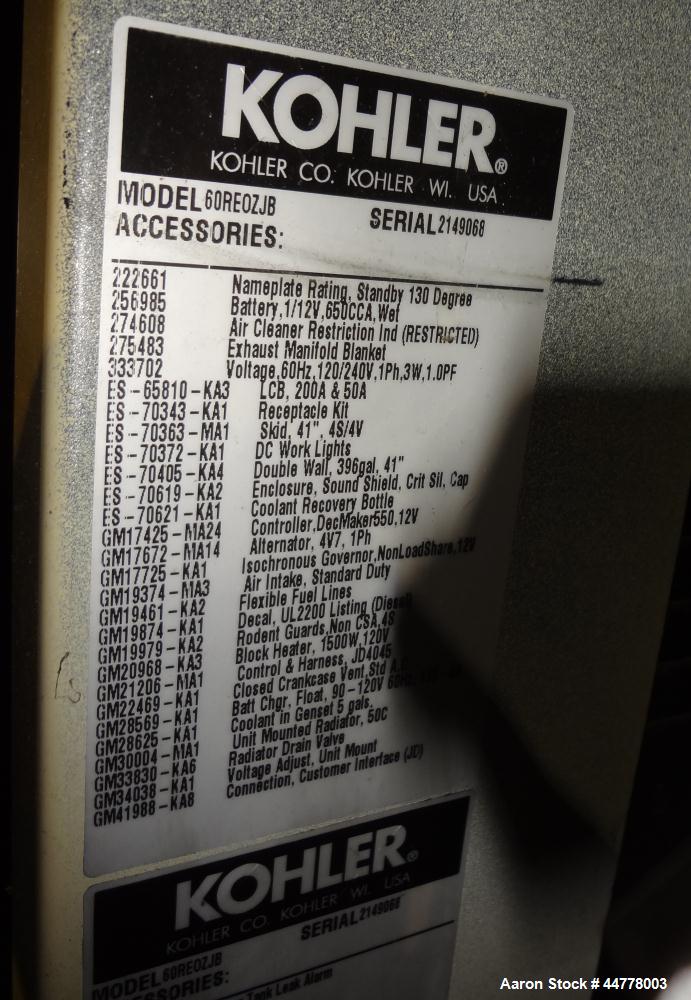 KOHLER®
KOHLER CO. KOHLER WI. USA
MODEL 60REOZJB SERIAL 2149068
ACCESSORIES:
222661 Nameplate Rating, Standby 130 Degree
256985 Battery,1/12V,650CCA,Wet
274608 Air Cleaner Restriction Ind (RESTRICTED)
275483 Exhaust Manifold Blanket
333702 Voltage,60Hz,120/240V,1Ph,3W,1.0PF
ES-65810-KA3 LCB, 200A & 50A
ES-70343-KA1 Receptacle Kit
ES-70363-MA1 Skid, 41", 4S/4V
ES-70372-KA1 DC Work Lights
ES-70405-KA4 Double Wall, 396gal, 41"
ES-70619-KA2 Enclosure, Sound Shield, Crit Sil, Cap
ES-70621-KA1 Coolant Recovery Bottle
GM17425-MA24 Controller,DecMaker550,12V
GM17672-MA14 Alternator, 4V7, 1Ph
GM17725-KA1 Isochronous Governor,NonLoadShare,12V
GM19374-MA3 Air Intake, Standard Duty
GM19461-KA2 Flexible Fuel Lines
GM19874-KA1 Decal, UL2200 Listing (Diesel)
GM19979-KA2 Rodent Guards,Non CSA,4S
GM20968-KA3 Block Heater, 1500W,120V
GM21206-MA1 Control & Harness, JD4045
GM22469-KA1 Closed Crankcase Vent,Std
GM28569-KA1 Batt Chgr, Float, 90-120V 60Hz
GM28625-KA1 Coolant in Genset 5 gals.
GM30004-MA1 Unit Mounted Radiator, 50C
GM33830-KA6 Radiator Drain Valve
GM34038-KA1 Voltage Adjust, Unit Mount
GM41988-KA8 Connection, Customer Interface (JD)
KOHLER®
KOHLER CO. KOHLER WI. USA
MODEL 60REOZJB SERIAL 2149068
SSORIES:
Tank Leak Alarm
Aaron Stock # 44778003